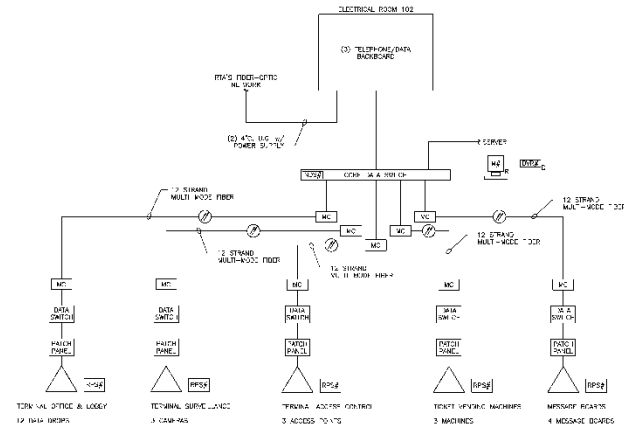 ELECTRICAL ROOM 102
(3) TELEPHONE/DATA
BACKBOARD
RTA'S FIBER-OPTIC
NETWORK
(2) 4"C. U.G. w/
POWER SUPPLY
SERVER
CORE DATA SWITCH
12 STRAND
MULTI MODE FIBER
12 STRAND
MULTI-MODE FIBER
MC
MC
MC
MC
MC
12 STRAND
MULTI-MODE FIBER
12 STRAND
MULTI MODE FIBER
12 STRAND
MULTI-MODE FIBER
MC
MC
MC
MC
MC
DATA
SWITCH
DATA
SWITCH
DATA
SWITCH
DATA
SWITCH
DATA
SWITCH
PATCH
PANEL
PATCH
PANEL
PATCH
PANEL
PATCH
PANEL
PATCH
PANEL
RPS#
RPS#
RPS#
RPS#
RPS#
TERMINAL OFFICE & LOBBY
12 DATA DROPS
TERMINAL SURVEILLANCE
CAMERAS
TERMINAL ACCESS CONTROL
3 ACCESS POINTS
TICKET VENDING MACHINES
3 MACHINES
MESSAGE BOARDS
4 MESSAGE BOARDS